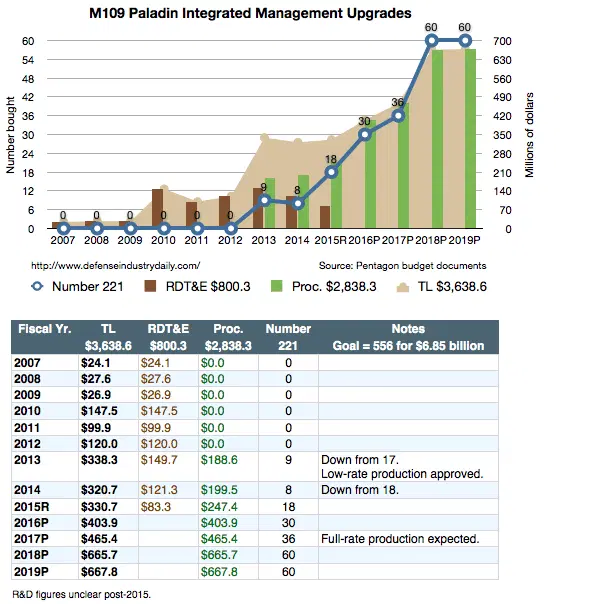 M109 Paladin Integrated Management Upgrades
Number bought
60
54
48
42
36
30
24
18
12
6
0
700
630
560
490
420
350
280
210
140
70
0
Millions of dollars
0 0 0 0 0 0 9 8 18 30 36 60 60
2007 2008 2009 2010 2011 2012 2013 2014 2015R 2016P 2017P 2018P 2019P
http://www.defenseindustrydaily.com/ Source: Pentagon budget documents
Number 221 RDT&E $800.3 Proc. $2,838.3 TL $3,638.6
Fiscal Yr. TL RDT&E Proc. Number Notes
$3,638.6 $800.3 $2,838.3 221 Goal = 556 for $6.85 billion
2007 $24.1 $24.1 $0.0 0
2008 $27.6 $27.6 $0.0 0
2009 $26.9 $26.9 $0.0 0
2010 $147.5 $147.5 $0.0 0
2011 $99.9 $99.9 $0.0 0
2012 $120.0 $120.0 $0.0 0
2013 $338.3 $149.7 $188.6 9 Down from 17.
Low-rate production approved.
2014 $320.7 $121.3 $199.5 8 Down from 18.
2015R $330.7 $83.3 $247.4 18
2016P $403.9 $403.9 30
2017P $465.4 $465.4 36 Full-rate production expected.
2018P $665.7 $665.7 60
2019P $667.8 $667.8 60
R&D figures unclear post-2015.